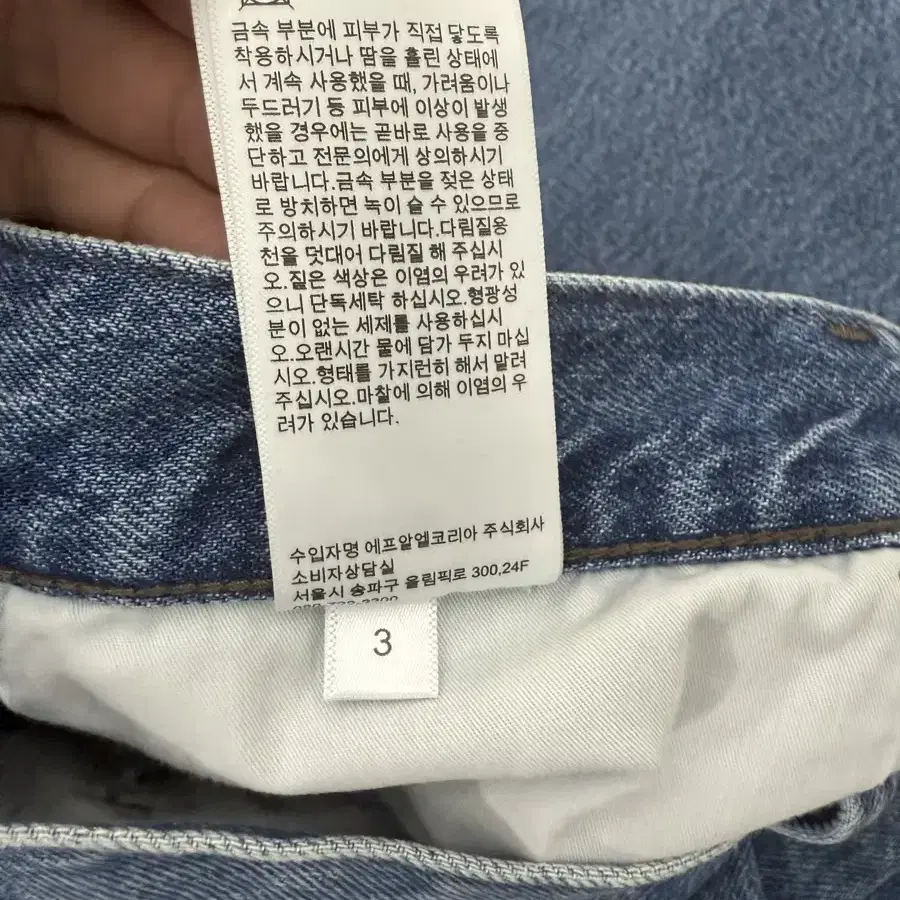 금속 부분에 피부가 직접 닿도록
착용하시거나 땀을 흘린 상태에
서 계속 사용했을 때, 가려움이나
두드러기 등 피부에 이상이 발생
했을 경우에는 곧바로 사용을 중
단하고 전문의에게 상의하시기
바랍니다.금속 부분을 젖은 상태
로 방치하면 녹이 슬 수 있으므로
주의하시기 바랍니다.다림질용
천을 덧대어 다림질 해 주십시
오.짙은 색상은 이염의 우려가 있
으니 단독세탁 하십시오.형광성
분이 없는 세제를 사용하십시
오.오랜시간 물에 담가 두지 마십
시오.형태를 가지런히 해서 말려
주십시오.마찰에 의해 이염의 우
려가 있습니다.
수입자명 에프알엘코리아 주식회사
소비자상담실
서울시 송파구 올림픽로 300,24F
3